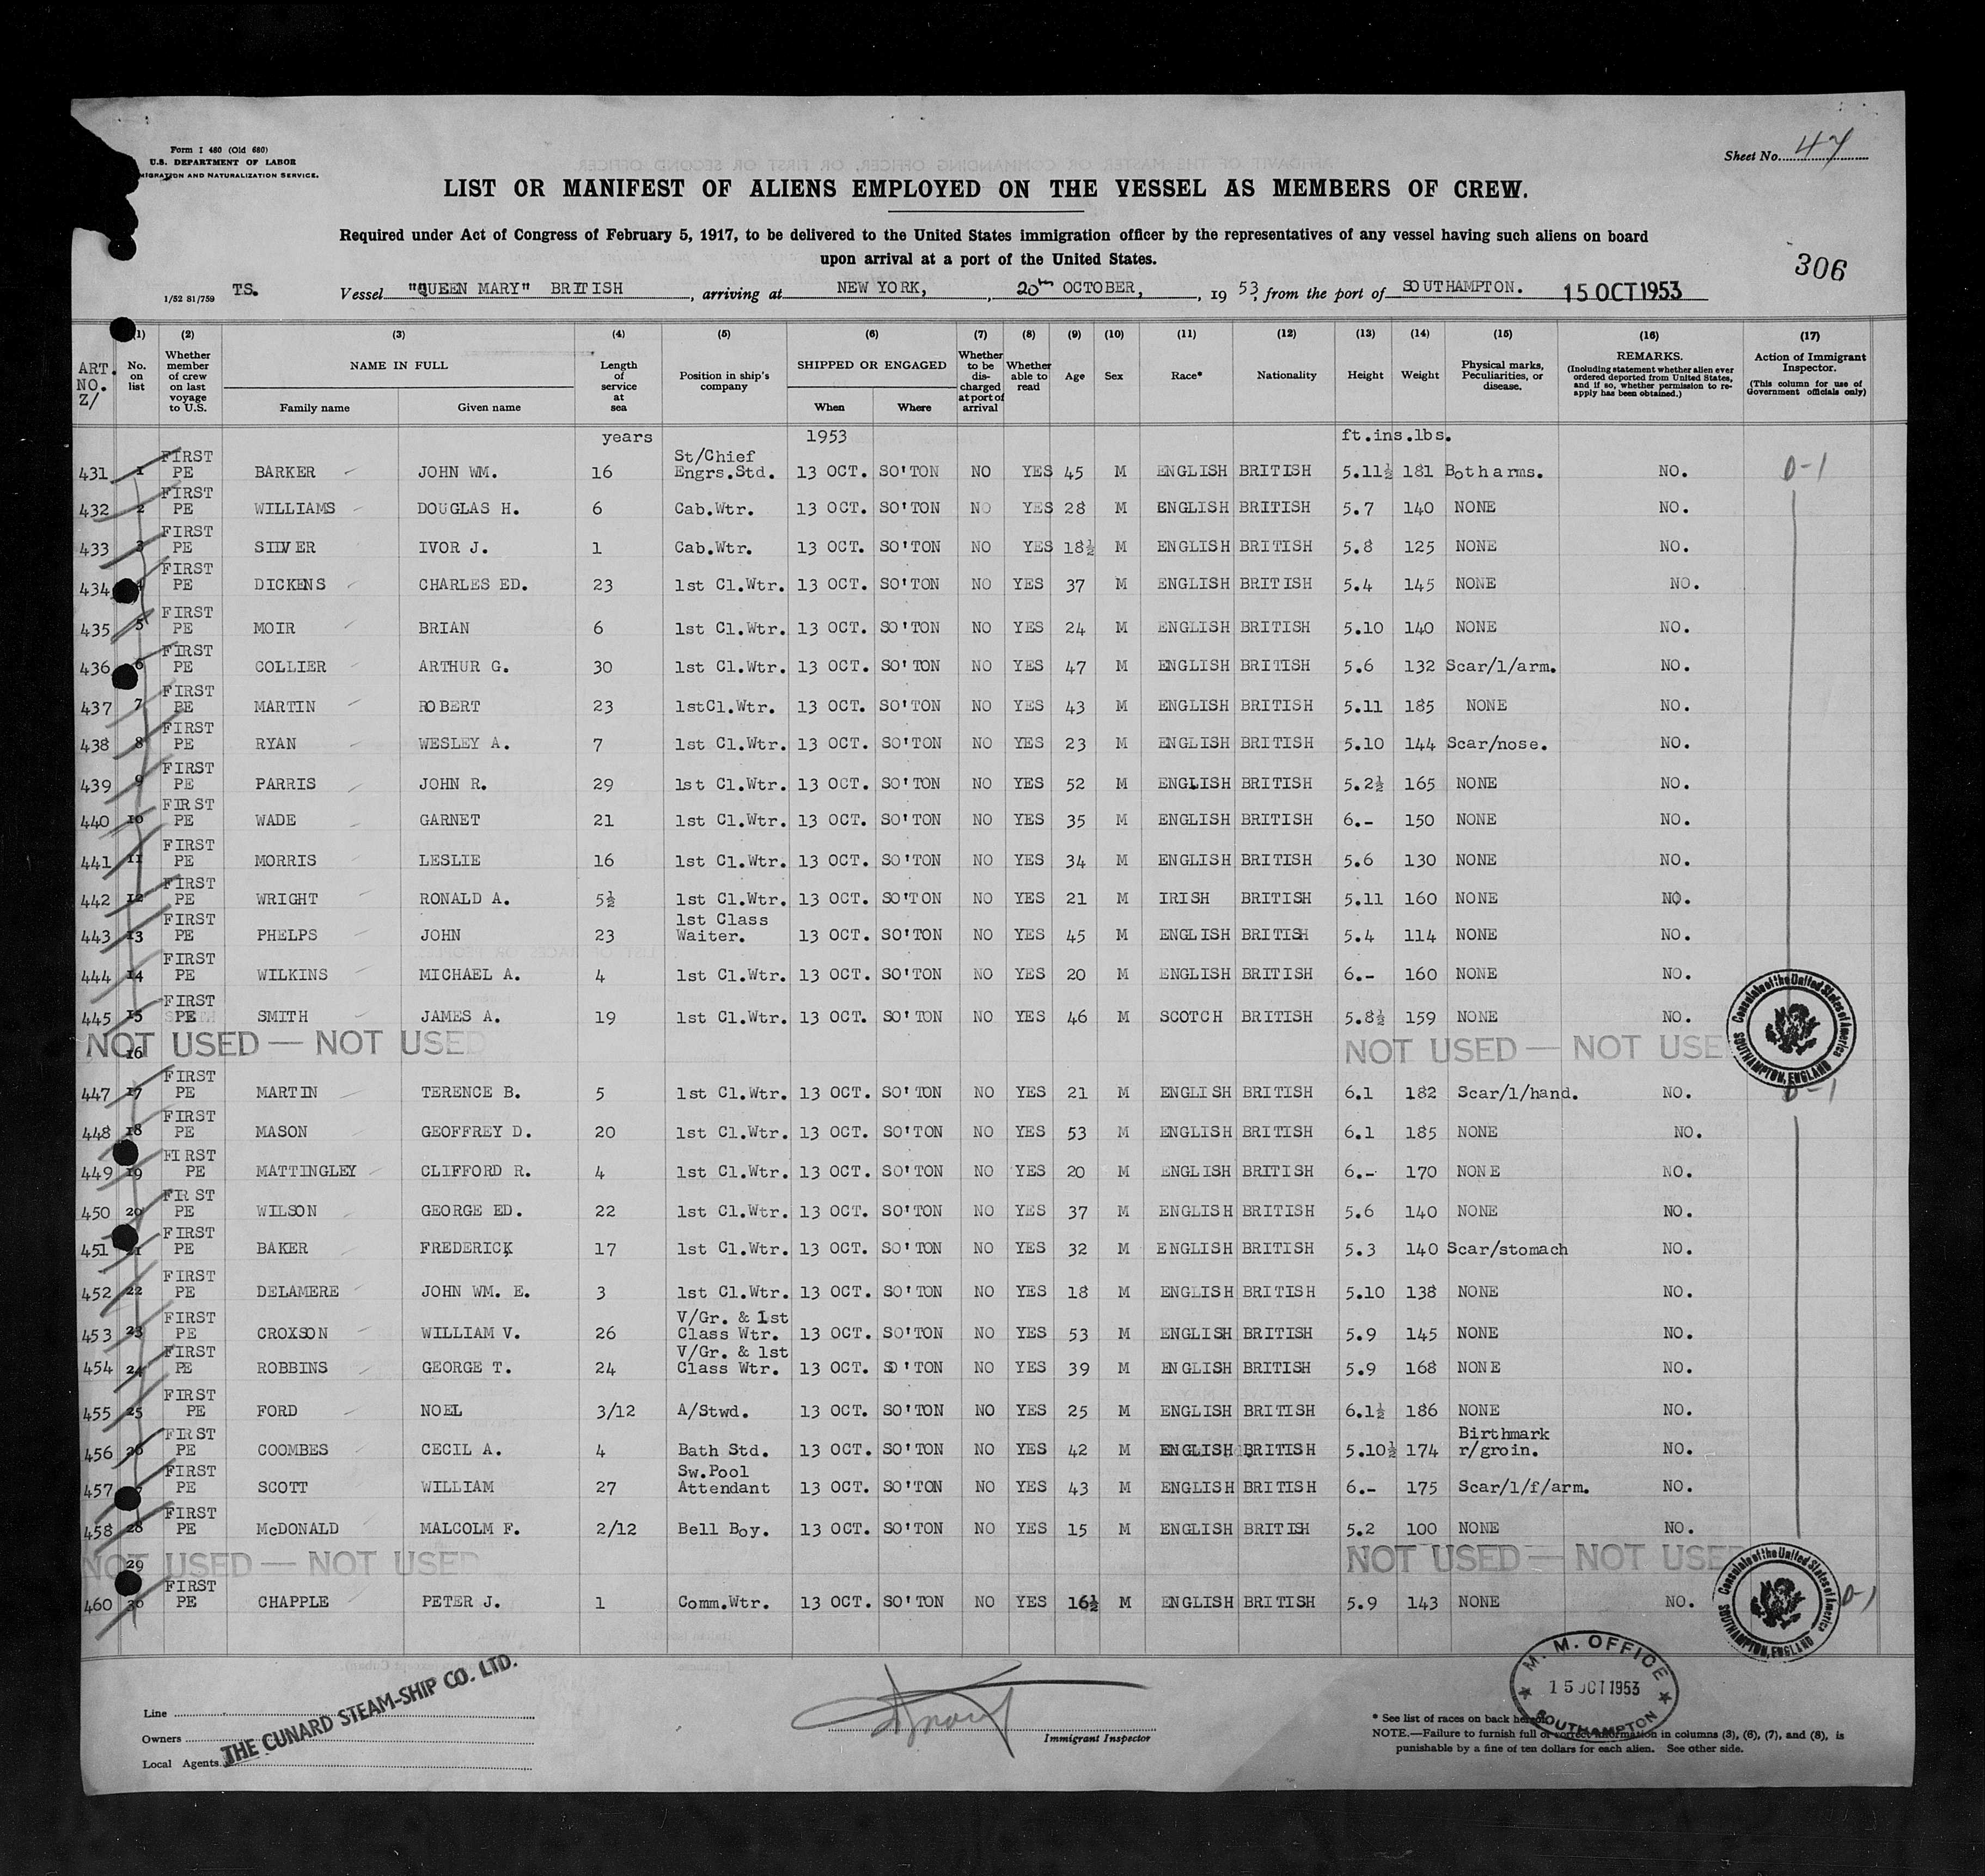 Form I 480 (Old 680)
U.S. DEPARTMENT OF LABOR
MIGRATION AND NATURALIZATION SERVICE.
Sheet No. 47
LIST OR MANIFEST OF ALIENS EMPLOYED ON THE VESSEL AS MEMBERS OF CREW.
Required under Act of Congress of February 5, 1917, to be delivered to the United States immigration officer by the representatives of any vessel having such aliens on board
upon arrival at a port of the United States.
306
1/52 81/759 TS. Vessel "QUEEN MARY" BRITISH, arriving at NEW YORK, 20th OCTOBER, 1953, from the port of SOUTHAMPTON. 15 OCT 1953
(1) (2) (3) (4) (5) (6) (7) (8) (9) (10) (11) (12) (13) (14) (15) (16) (17)
ART. NO. Z/ No. on list Whether member of crew on last voyage to U.S. NAME IN FULL Family name Given name Length of service at sea Position in ship's company SHIPPED OR ENGAGED When Where Whether to be discharged at port of arrival Whether able to read Age Sex Race* Nationality Height Weight Physical marks, Peculiarities, or disease. REMARKS. (Including statement whether alien ever ordered deported from United States, and if so, whether permission to re-apply has been obtained.) Action of Immigrant Inspector. (This column for use of Government officials only)
years 1953 ft.ins.lbs.
431 1 FIRST PE BARKER JOHN WM. 16 St/Chief Engrs.Std. 13 OCT. SO'TON NO YES 45 M ENGLISH BRITISH 5.11½ 181 Both arms. NO. 0-1
432 2 FIRST PE WILLIAMS DOUGLAS H. 6 Cab.Wtr. 13 OCT. SO'TON NO YES 28 M ENGLISH BRITISH 5.7 140 NONE NO.
433 3 FIRST PE SILVER IVOR J. 1 Cab.Wtr. 13 OCT. SO'TON NO YES 18½ M ENGLISH BRITISH 5.8 125 NONE NO.
434 4 FIRST PE DICKENS CHARLES ED. 23 1st Cl.Wtr. 13 OCT. SO'TON NO YES 37 M ENGLISH BRITISH 5.4 145 NONE NO.
435 5 FIRST PE MOIR BRIAN 6 1st Cl.Wtr. 13 OCT. SO'TON NO YES 24 M ENGLISH BRITISH 5.10 140 NONE NO.
436 6 FIRST PE COLLIER ARTHUR G. 30 1st Cl.Wtr. 13 OCT. SO'TON NO YES 47 M ENGLISH BRITISH 5.6 132 Scar/l/arm. NO.
437 7 FIRST PE MARTIN ROBERT 23 1stCl.Wtr. 13 OCT. SO'TON NO YES 43 M ENGLISH BRITISH 5.11 185 NONE NO.
438 8 FIRST PE RYAN WESLEY A. 7 1st Cl.Wtr. 13 OCT. SO'TON NO YES 23 M ENGLISH BRITISH 5.10 144 Scar/nose. NO.
439 9 FIRST PE PARRIS JOHN R. 29 1st Cl.Wtr. 13 OCT. SO'TON NO YES 52 M ENGLISH BRITISH 5.2½ 165 NONE NO.
440 10 FIRST PE WADE GARNET 21 1st Cl.Wtr. 13 OCT. SO'TON NO YES 35 M ENGLISH BRITISH 6.- 150 NONE NO.
441 11 FIRST PE MORRIS LESLIE 16 1st Cl.Wtr. 13 OCT. SO'TON NO YES 34 M ENGLISH BRITISH 5.6 130 NONE NO.
442 12 FIRST PE WRIGHT RONALD A. 5½ 1st Cl.Wtr. 13 OCT. SO'TON NO YES 21 M IRISH BRITISH 5.11 160 NONE NO.
443 13 FIRST PE PHELPS JOHN 23 1st Class Waiter. 13 OCT. SO'TON NO YES 45 M ENGLISH BRITISH 5.4 114 NONE NO.
444 14 FIRST PE WILKINS MICHAEL A. 4 1st Cl.Wtr. 13 OCT. SO'TON NO YES 20 M ENGLISH BRITISH 6.- 160 NONE NO.
445 15 FIRST PE SMITH JAMES A. 19 1st Cl.Wtr. 13 OCT. SO'TON NO YES 46 M SCOTCH BRITISH 5.8½ 159 NONE NO.
16 NOT USED — NOT USED NOT USED — NOT USE
Consulate of the United States of America SOUTHAMPTON, ENGLAND
447 17 FIRST PE MARTIN TERENCE B. 5 1st Cl.Wtr. 13 OCT. SO'TON NO YES 21 M ENGLISH BRITISH 6.1 182 Scar/l/hand. NO. 0-1
448 18 FIRST PE MASON GEOFFREY D. 20 1st Cl.Wtr. 13 OCT. SO'TON NO YES 53 M ENGLISH BRITISH 6.1 185 NONE NO.
449 19 FIRST PE MATTINGLEY CLIFFORD R. 4 1st Cl.Wtr. 13 OCT. SO'TON NO YES 20 M ENGLISH BRITISH 6.- 170 NONE NO.
450 20 FIRST PE WILSON GEORGE ED. 22 1st Cl.Wtr. 13 OCT. SO'TON NO YES 37 M ENGLISH BRITISH 5.6 140 NONE NO.
451 21 FIRST PE BAKER FREDERICK 17 1st Cl.Wtr. 13 OCT. SO'TON NO YES 32 M ENGLISH BRITISH 5.3 140 Scar/stomach NO.
452 22 FIRST PE DELAMERE JOHN WM. E. 3 1st Cl.Wtr. 13 OCT. SO'TON NO YES 18 M ENGLISH BRITISH 5.10 138 NONE NO.
453 23 FIRST PE CROXSON WILLIAM V. 26 V/Gr. & 1st Class Wtr. 13 OCT. SO'TON NO YES 53 M ENGLISH BRITISH 5.9 145 NONE NO.
454 24 FIRST PE ROBBINS GEORGE T. 24 V/Gr. & 1st Class Wtr. 13 OCT. SO'TON NO YES 39 M ENGLISH BRITISH 5.9 168 NONE NO.
455 25 FIRST PE FORD NOEL 3/12 A/Stwd. 13 OCT. SO'TON NO YES 25 M ENGLISH BRITISH 6.1½ 186 NONE NO.
456 26 FIRST PE COOMBES CECIL A. 4 Bath Std. 13 OCT. SO'TON NO YES 42 M ENGLISH BRITISH 5.10½ 174 Birthmark r/groin. NO.
457 FIRST PE SCOTT WILLIAM 27 Sw.Pool Attendant 13 OCT. SO'TON NO YES 43 M ENGLISH BRITISH 6.- 175 Scar/l/f/arm. NO.
458 28 FIRST PE McDONALD MALCOLM F. 2/12 Bell Boy. 13 OCT. SO'TON NO YES 15 M ENGLISH BRITISH 5.2 100 NONE NO.
29 NOT USED — NOT USED NOT USED — NOT USE
Consulate of the United States of America SOUTHAMPTON, ENGLAND
460 30 FIRST PE CHAPPLE PETER J. 1 Comm.Wtr. 13 OCT. SO'TON NO YES 16½ M ENGLISH BRITISH 5.9 143 NONE NO. 0-1
Line
Owners
Local Agents
THE CUNARD STEAM-SHIP CO. LTD.
Immigrant Inspector
M. M. OFFICE 15 OCT 1953 SOUTHAMPTON
* See list of races on back hereof.
NOTE.—Failure to furnish full or correct information in columns (3), (6), (7), and (8), is
punishable by a fine of ten dollars for each alien. See other side.